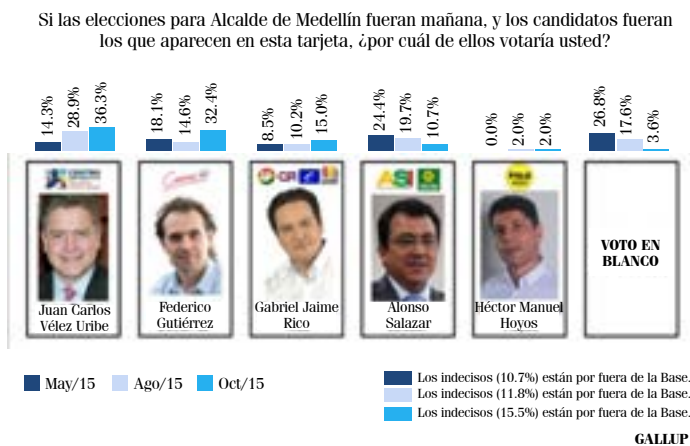 Si las elecciones para Alcalde de Medellín fueran mañana, y los candidatos fueran
los que aparecen en esta tarjeta, ¿por cuál de ellos votaría usted?
14.3% 28.9% 36.3%
18.1% 14.6% 32.4%
8.5% 10.2% 15.0%
24.4% 19.7% 10.7%
0.0% 2.0% 2.0%
26.8% 17.6% 3.6%
CENTRO
ASI
POLO
Juan Carlos
Vélez Uribe
Federico
Gutiérrez
Gabriel Jaime
Rico
Alonso
Salazar
Héctor Manuel
Hoyos
VOTO EN
BLANCO
May/15 Ago/15 Oct/15
Los indecisos (10.7%) están por fuera de la Base.
Los indecisos (11.8%) están por fuera de la Base.
Los indecisos (15.5%) están por fuera de la Base.
GALLUP